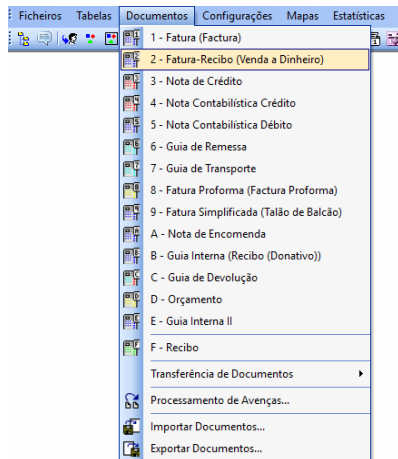 Ficheiros Tabelas Documentos Configurações Mapas Estatísticas
1 - Fatura (Factura)
2 - Fatura-Recibo (Venda a Dinheiro)
3 - Nota de Crédito
4 - Nota Contabilística Crédito
5 - Nota Contabilística Débito
6 - Guia de Remessa
7 - Guia de Transporte
8 - Fatura Proforma (Factura Proforma)
9 - Fatura Simplificada (Talão de Balcão)
A - Nota de Encomenda
B - Guia Interna (Recibo (Donativo))
C - Guia de Devolução
D - Orçamento
E - Guia Interna II
F - Recibo
Transferência de Documentos
Processamento de Avenças...
Importar Documentos...
Exportar Documentos...